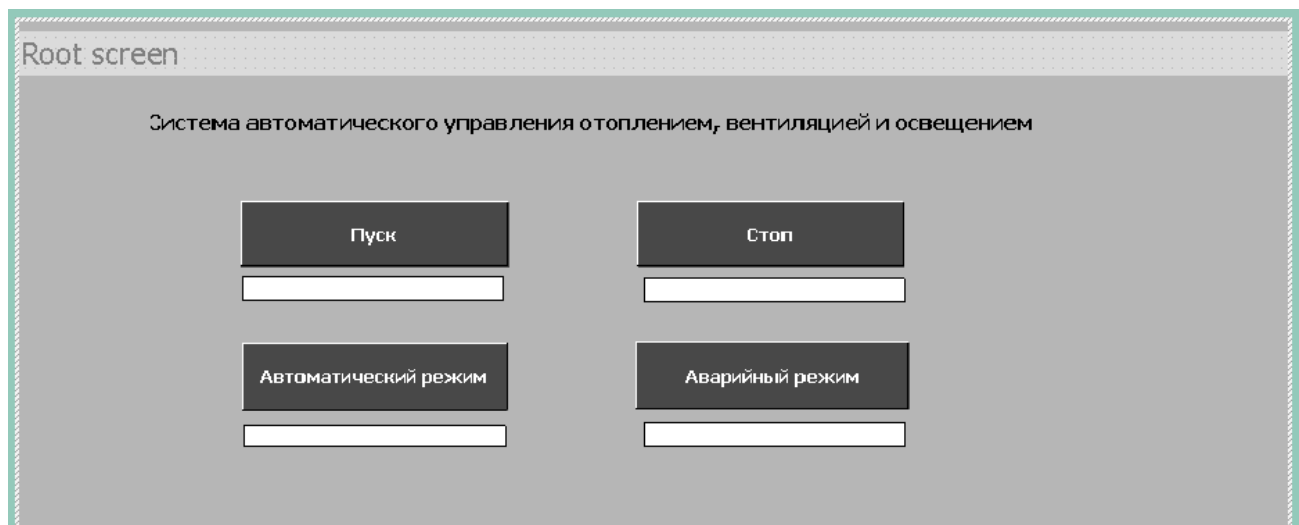 Root screen
Система автоматического управления отоплением, вентиляцией и освещением
Пуск
Стоп
Автоматический режим
Аварийный режим